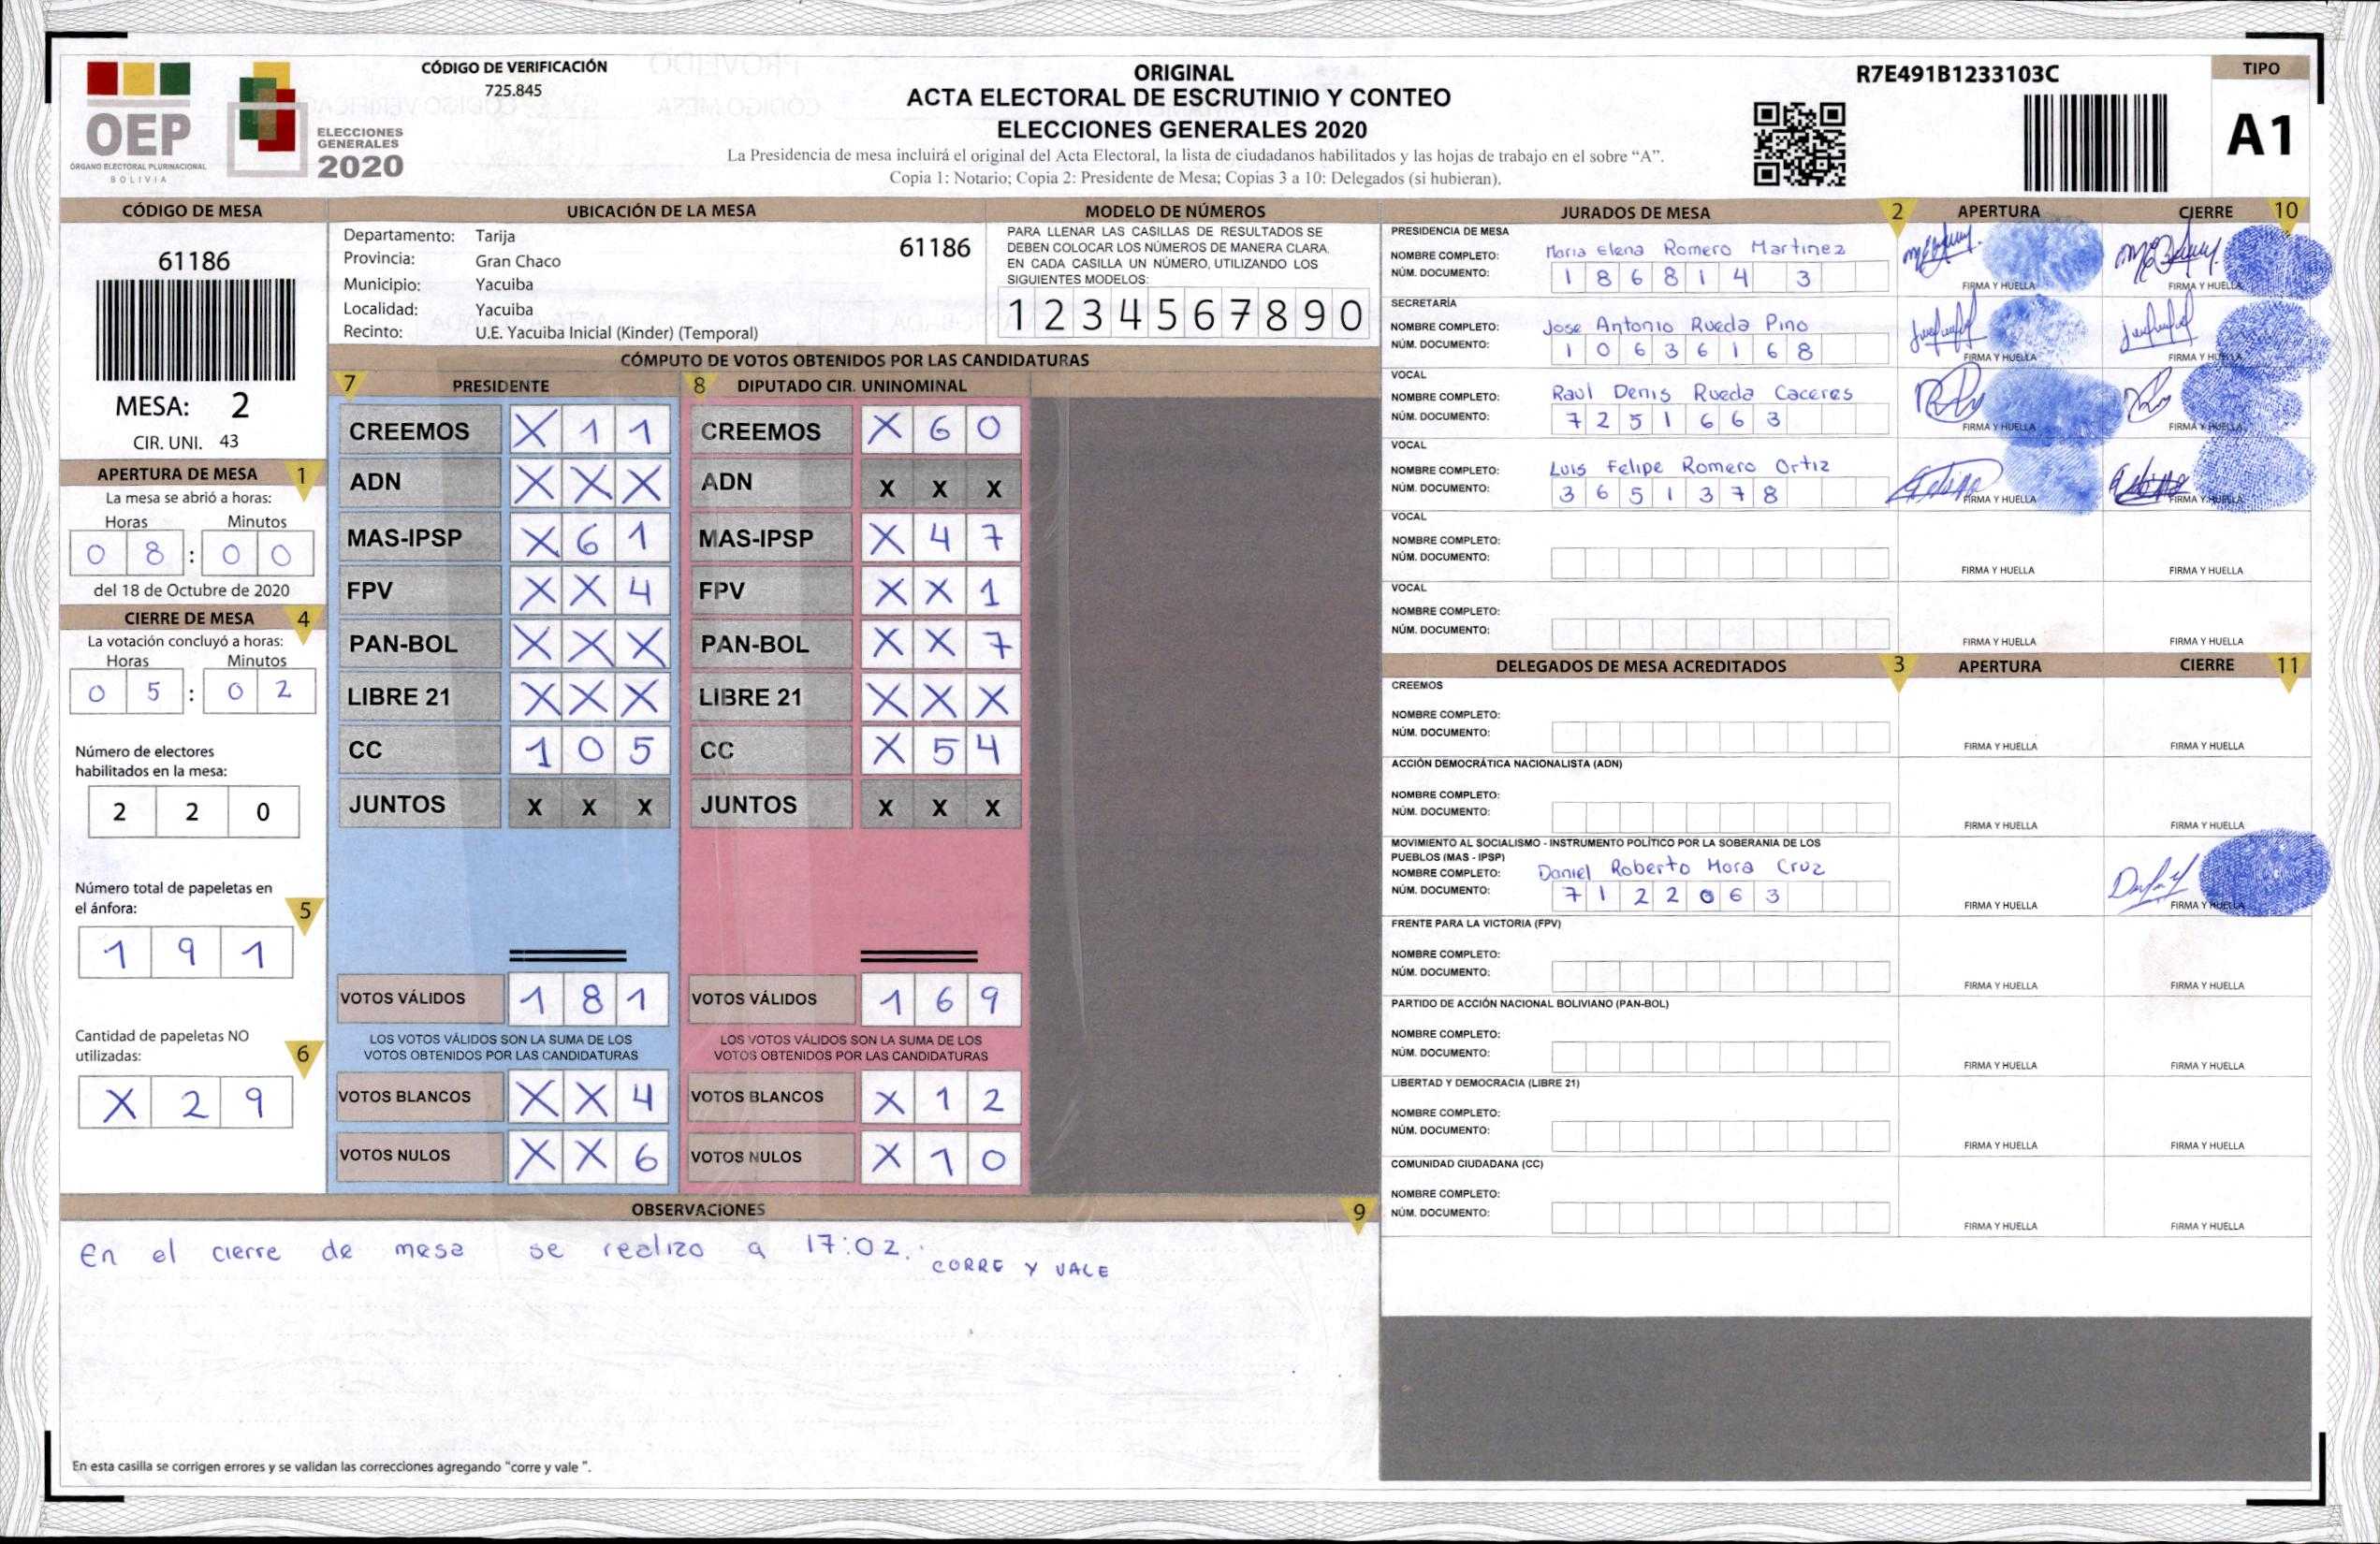 CÓDIGO DE VERIFICACIÓN
725.845
OEP
ÓRGANO ELECTORAL PLURINACIONAL
BOLIVIA
ELECCIONES
GENERALES
2020
ORIGINAL
ACTA ELECTORAL DE ESCRUTINIO Y CONTEO
ELECCIONES GENERALES 2020
La Presidencia de mesa incluirá el original del Acta Electoral, la lista de ciudadanos habilitados y las hojas de trabajo en el sobre “A”.
Copia 1: Notario; Copia 2: Presidente de Mesa; Copias 3 a 10: Delegados (si hubieran).
R7E491B1233103C
TIPO
A1
CÓDIGO DE MESA
61186
MESA: 2
CIR. UNI. 43
APERTURA DE MESA 1
La mesa se abrió a horas:
Horas Minutos
0 8 : 0 0
del 18 de Octubre de 2020
CIERRE DE MESA 4
La votación concluyó a horas:
Horas Minutos
0 5 : 0 2
Número de electores
habilitados en la mesa:
2 2 0
Número total de papeletas en
el ánfora: 5
1 9 1
Cantidad de papeletas NO
utilizadas: 6
X 2 9
UBICACIÓN DE LA MESA
Departamento: Tarija
Provincia: Gran Chaco
Municipio: Yacuiba
Localidad: Yacuiba
Recinto: U.E. Yacuiba Inicial (Kinder) (Temporal)
61186
MODELO DE NÚMEROS
PARA LLENAR LAS CASILLAS DE RESULTADOS SE
DEBEN COLOCAR LOS NÚMEROS DE MANERA CLARA.
EN CADA CASILLA UN NÚMERO, UTILIZANDO LOS
SIGUIENTES MODELOS:
1 2 3 4 5 6 7 8 9 0
CÓMPUTO DE VOTOS OBTENIDOS POR LAS CANDIDATURAS
7 PRESIDENTE
CREEMOS X 1 1
ADN X X X
MAS-IPSP X 6 1
FPV X X 4
PAN-BOL X X X
LIBRE 21 X X X
CC 1 0 5
JUNTOS X X X
VOTOS VÁLIDOS 1 8 1
LOS VOTOS VÁLIDOS SON LA SUMA DE LOS
VOTOS OBTENIDOS POR LAS CANDIDATURAS
VOTOS BLANCOS X X 4
VOTOS NULOS X X 6
8 DIPUTADO CIR. UNINOMINAL
CREEMOS X 6 0
ADN X X X
MAS-IPSP X 4 7
FPV X X 1
PAN-BOL X X 7
LIBRE 21 X X X
CC X 5 4
JUNTOS X X X
VOTOS VÁLIDOS 1 6 9
LOS VOTOS VÁLIDOS SON LA SUMA DE LOS
VOTOS OBTENIDOS POR LAS CANDIDATURAS
VOTOS BLANCOS X 1 2
VOTOS NULOS X 1 0
OBSERVACIONES 9
En el cierre de mesa se realizo a 17:02. CORRE Y VALE
En esta casilla se corrigen errores y se validan las correcciones agregando “corre y vale ”.
JURADOS DE MESA 2 APERTURA CIERRE 10
PRESIDENCIA DE MESA
NOMBRE COMPLETO: Maria Elena Romero Martinez
NÚM. DOCUMENTO: 1 8 6 8 1 4 3
FIRMA Y HUELLA FIRMA Y HUELLA
SECRETARÍA
NOMBRE COMPLETO: Jose Antonio Rueda Pino
NÚM. DOCUMENTO: 1 0 6 3 6 1 6 8
FIRMA Y HUELLA FIRMA Y HUELLA
VOCAL
NOMBRE COMPLETO: Raul Denis Rueda Caceres
NÚM. DOCUMENTO: 7 2 5 1 6 6 3
FIRMA Y HUELLA FIRMA Y HUELLA
VOCAL
NOMBRE COMPLETO: Luis Felipe Romero Ortiz
NÚM. DOCUMENTO: 3 6 5 1 3 7 8
FIRMA Y HUELLA FIRMA Y HUELLA
VOCAL
NOMBRE COMPLETO:
NÚM. DOCUMENTO:
FIRMA Y HUELLA FIRMA Y HUELLA
VOCAL
NOMBRE COMPLETO:
NÚM. DOCUMENTO:
FIRMA Y HUELLA FIRMA Y HUELLA
DELEGADOS DE MESA ACREDITADOS 3 APERTURA CIERRE 11
CREEMOS
NOMBRE COMPLETO:
NÚM. DOCUMENTO:
FIRMA Y HUELLA FIRMA Y HUELLA
ACCIÓN DEMOCRÁTICA NACIONALISTA (ADN)
NOMBRE COMPLETO:
NÚM. DOCUMENTO:
FIRMA Y HUELLA FIRMA Y HUELLA
MOVIMIENTO AL SOCIALISMO - INSTRUMENTO POLÍTICO POR LA SOBERANIA DE LOS
PUEBLOS (MAS - IPSP)
NOMBRE COMPLETO: Daniel Roberto Mora Cruz
NÚM. DOCUMENTO: 7 1 2 2 0 6 3
FIRMA Y HUELLA FIRMA Y HUELLA
FRENTE PARA LA VICTORIA (FPV)
NOMBRE COMPLETO:
NÚM. DOCUMENTO:
FIRMA Y HUELLA FIRMA Y HUELLA
PARTIDO DE ACCIÓN NACIONAL BOLIVIANO (PAN-BOL)
NOMBRE COMPLETO:
NÚM. DOCUMENTO:
FIRMA Y HUELLA FIRMA Y HUELLA
LIBERTAD Y DEMOCRACIA (LIBRE 21)
NOMBRE COMPLETO:
NÚM. DOCUMENTO:
FIRMA Y HUELLA FIRMA Y HUELLA
COMUNIDAD CIUDADANA (CC)
NOMBRE COMPLETO:
NÚM. DOCUMENTO:
FIRMA Y HUELLA FIRMA Y HUELLA